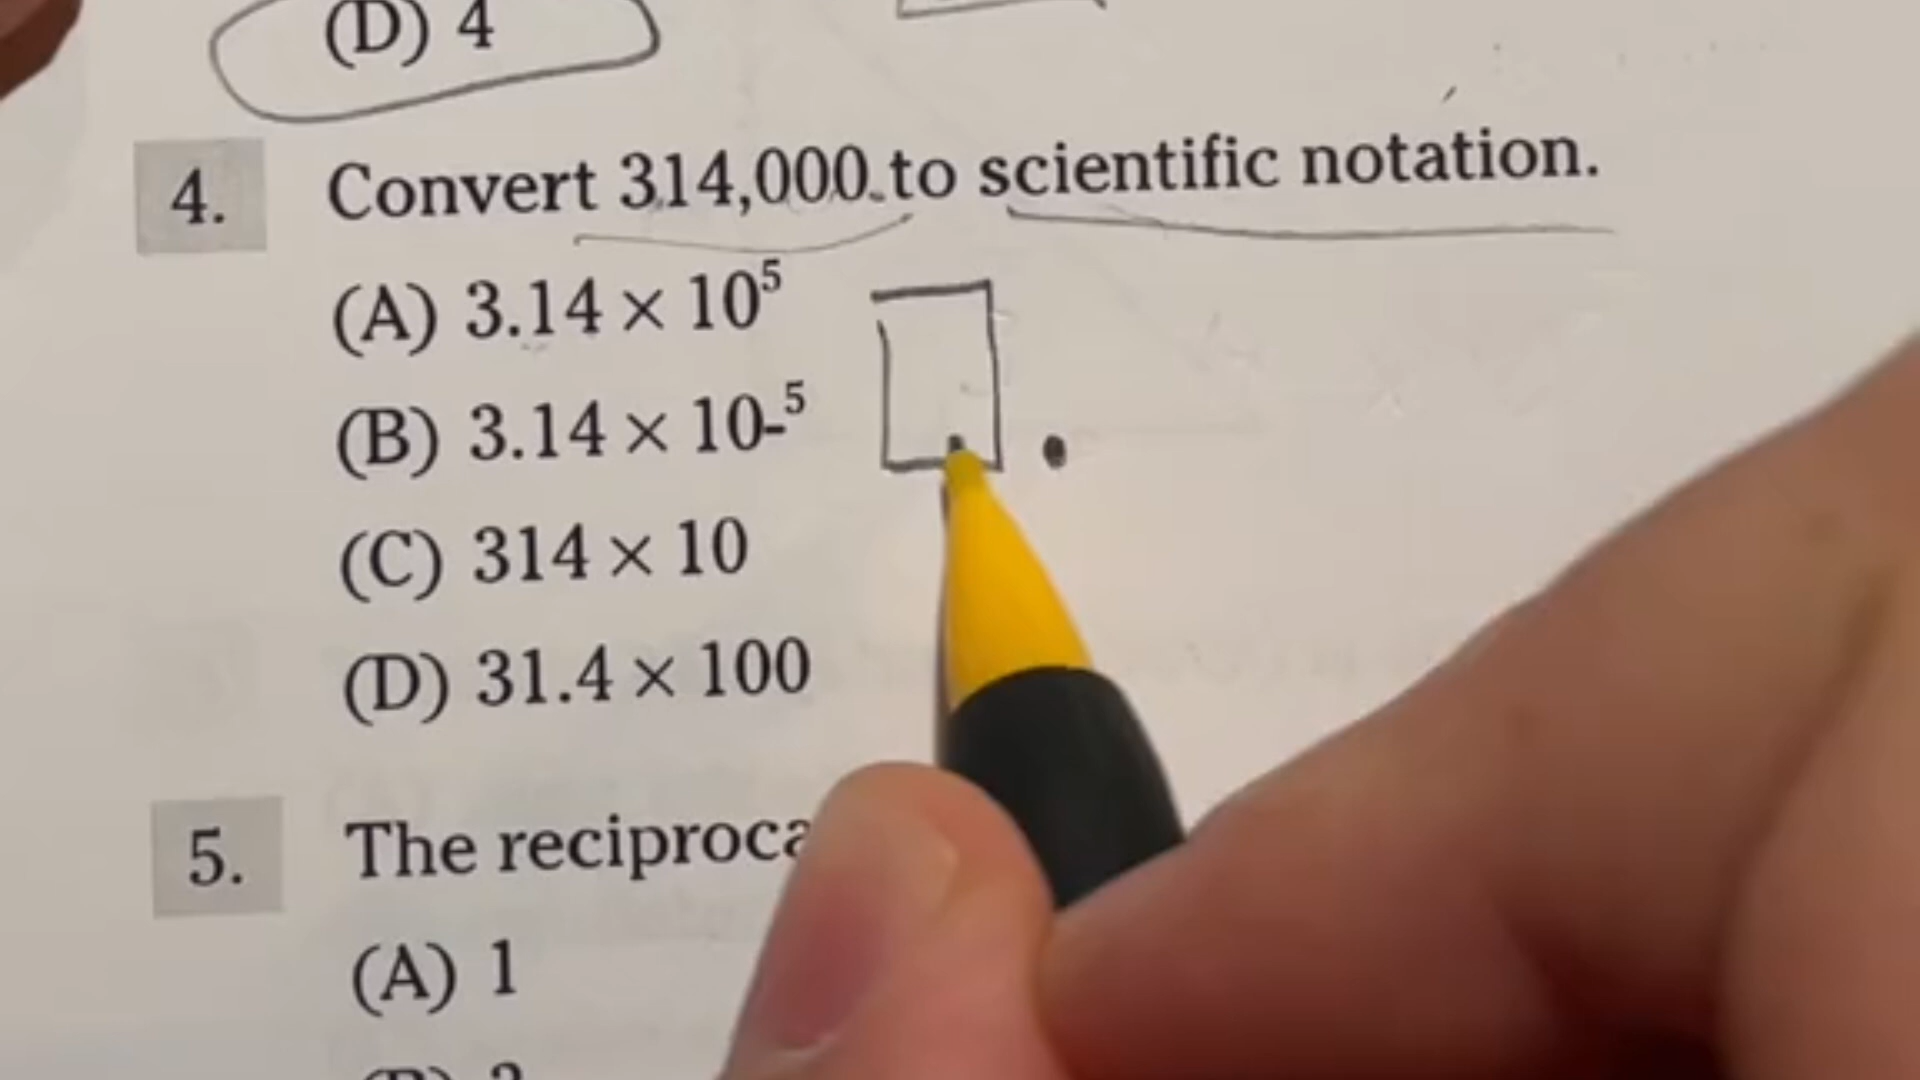 (D) 4
4. Convert 314,000 to scientific notation.
(A) 3.14 × 10⁵
(B) 3.14 × 10-⁵
(C) 314 × 10
(D) 31.4 × 100
5. The
(A) 1